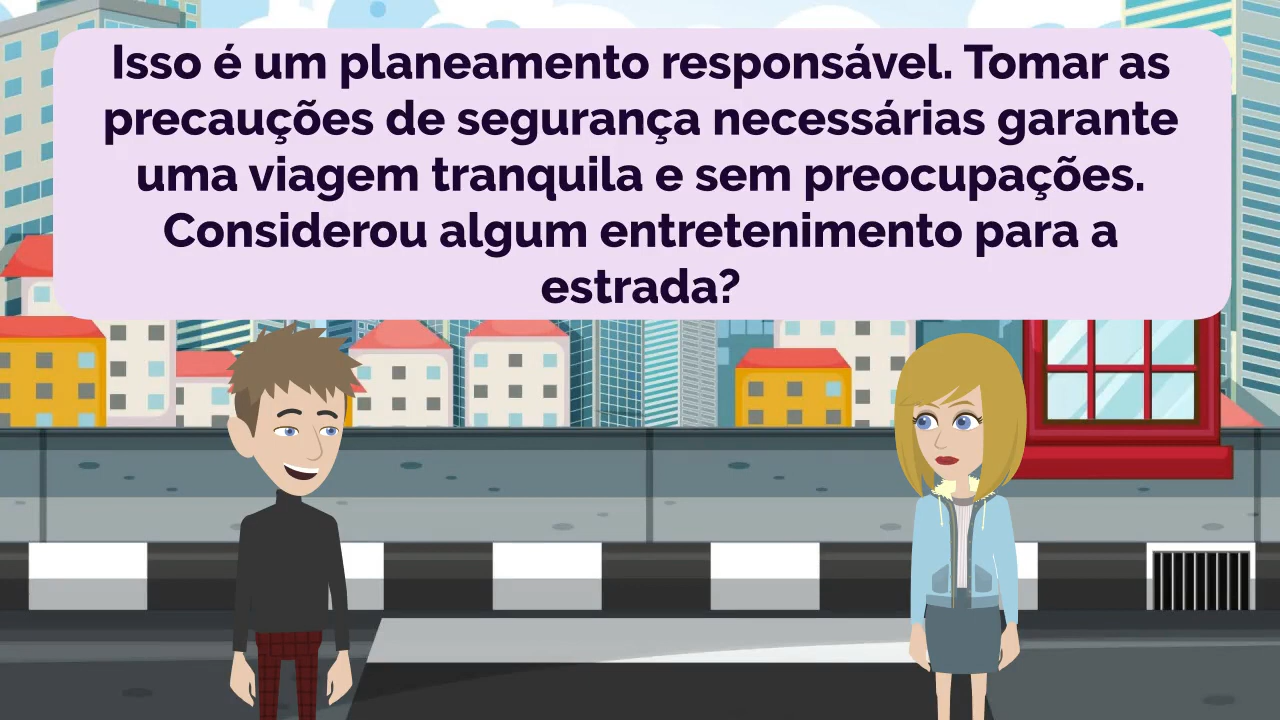 Isso é um planeamento responsável. Tomar as
precauções de segurança necessárias garante
uma viagem tranquila e sem preocupações.
Considerou algum entretenimento para a
estrada?